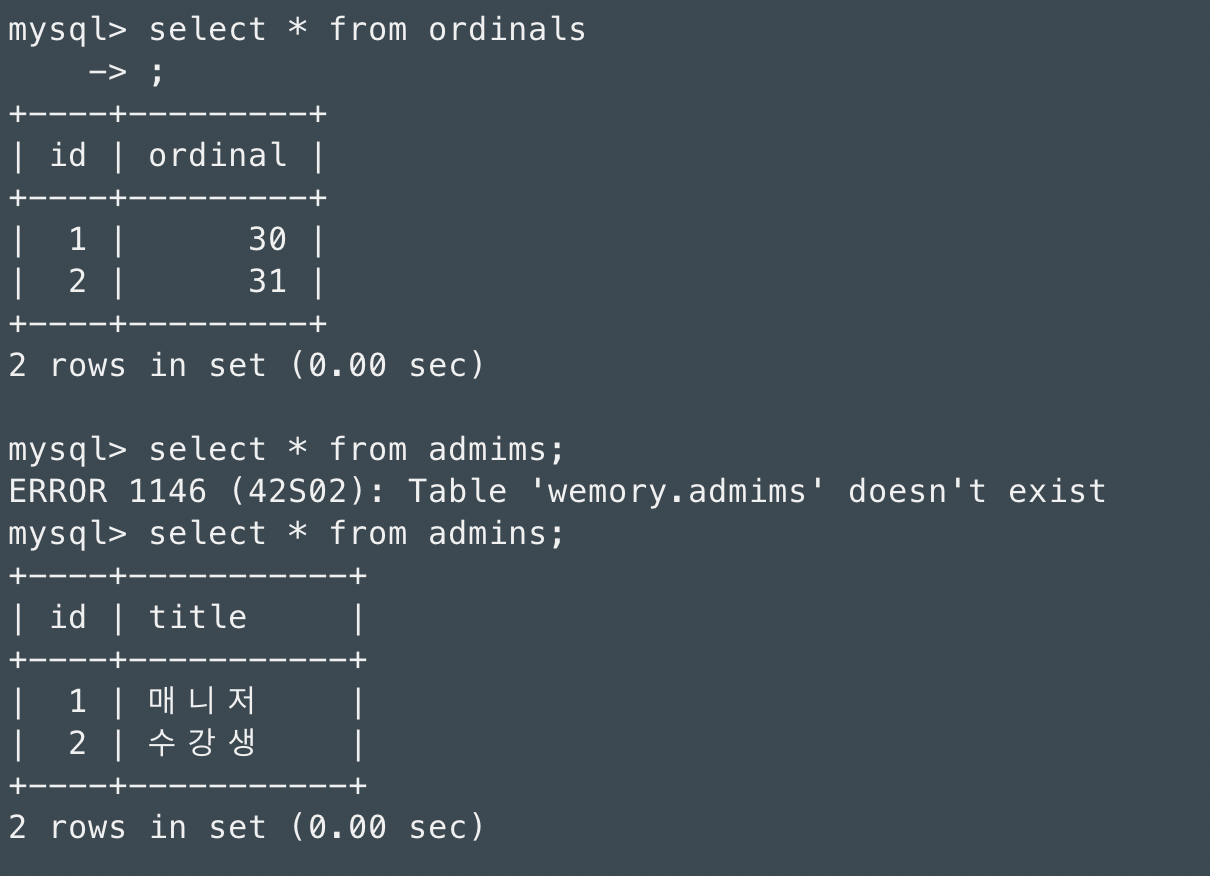 mysql> select * from ordinals
    -> ;
+----+---------+
| id | ordinal |
+----+---------+
|  1 |      30 |
|  2 |      31 |
+----+---------+
2 rows in set (0.00 sec)

mysql> select * from admims;
ERROR 1146 (42S02): Table 'wemory.admims' doesn't exist
mysql> select * from admins;
+----+-----------+
| id | title     |
+----+-----------+
|  1 | 매니저    |
|  2 | 수강생    |
+----+-----------+
2 rows in set (0.00 sec)